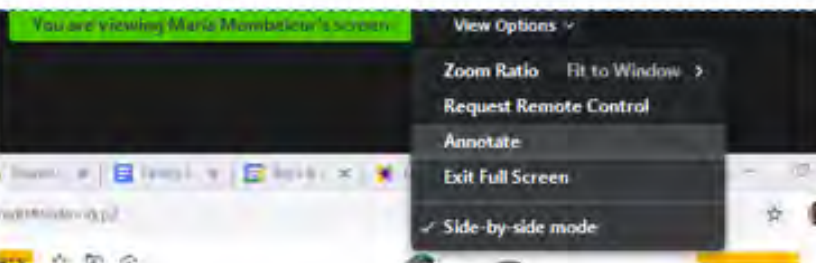 You are viewing Maria Mombeleur's screen
View Options
Zoom Ratio Fit to Window
Request Remote Control
Annotate
Exit Full Screen
Side-by-side mode